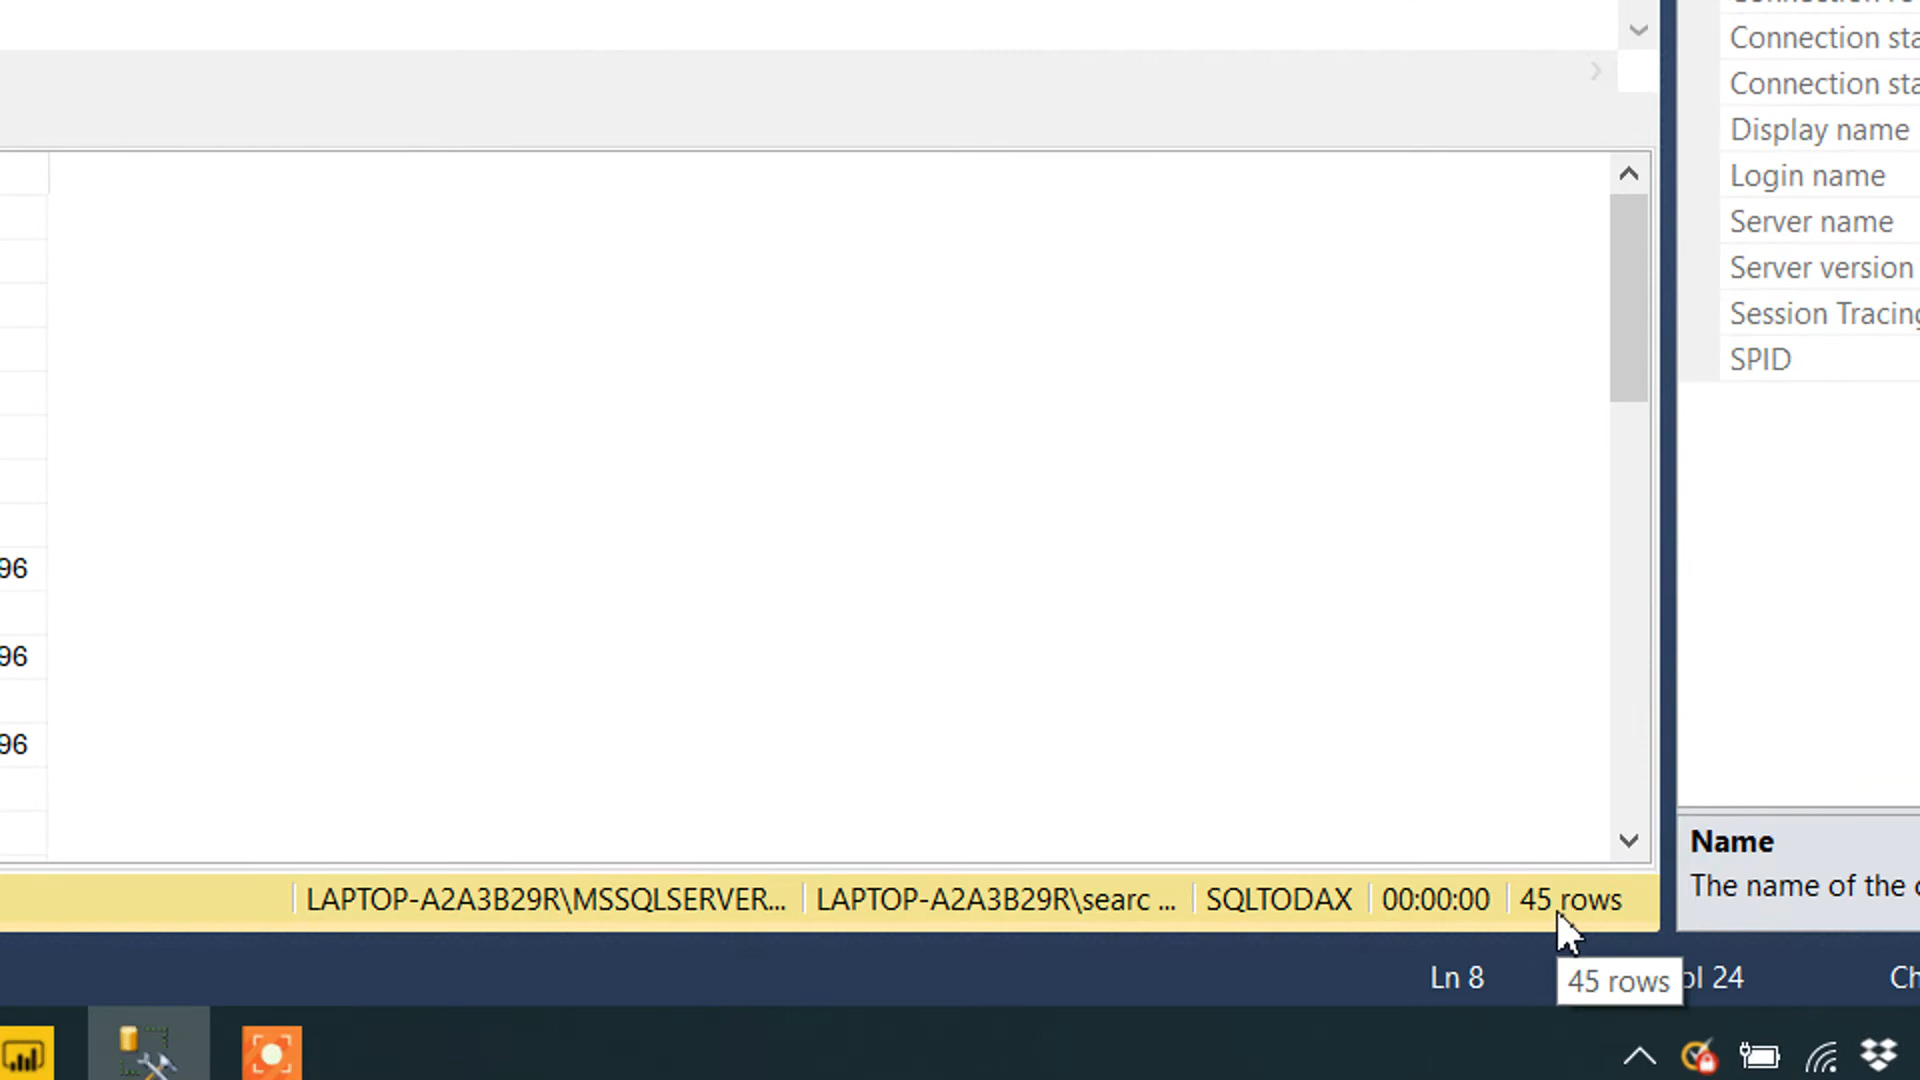 Connection sta
Connection sta
Display name
Login name
Server name
Server version
Session Tracing
SPID
96
96
96
Name
The name of the c
LAPTOP-A2A3B29R\MSSQLSERVER...
LAPTOP-A2A3B29R\searc ...
SQLTODAX
00:00:00
45 rows
Ln 8
45 rows
ol 24
Ch